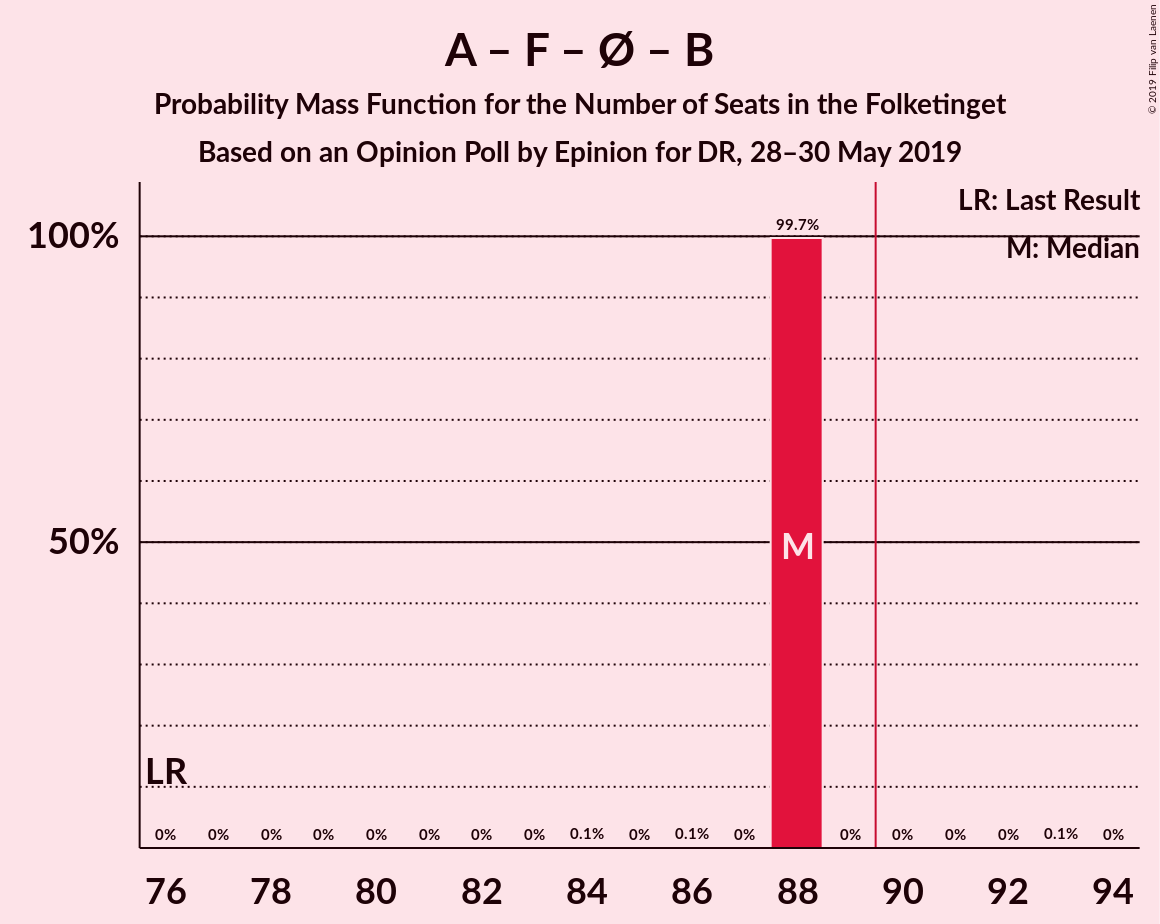 A – F – Ø – B
Probability Mass Function for the Number of Seats in the Folketinget
Based on an Opinion Poll by Epinion for DR, 28–30 May 2019
© 2019 Filip van Laenen
LR: Last Result
M: Median
99.7%
100%
50%
M
LR
0% 0% 0% 0% 0% 0% 0% 0% 0.1% 0% 0.1% 0% 0% 0% 0% 0% 0.1% 0%
76 78 80 82 84 86 88 90 92 94